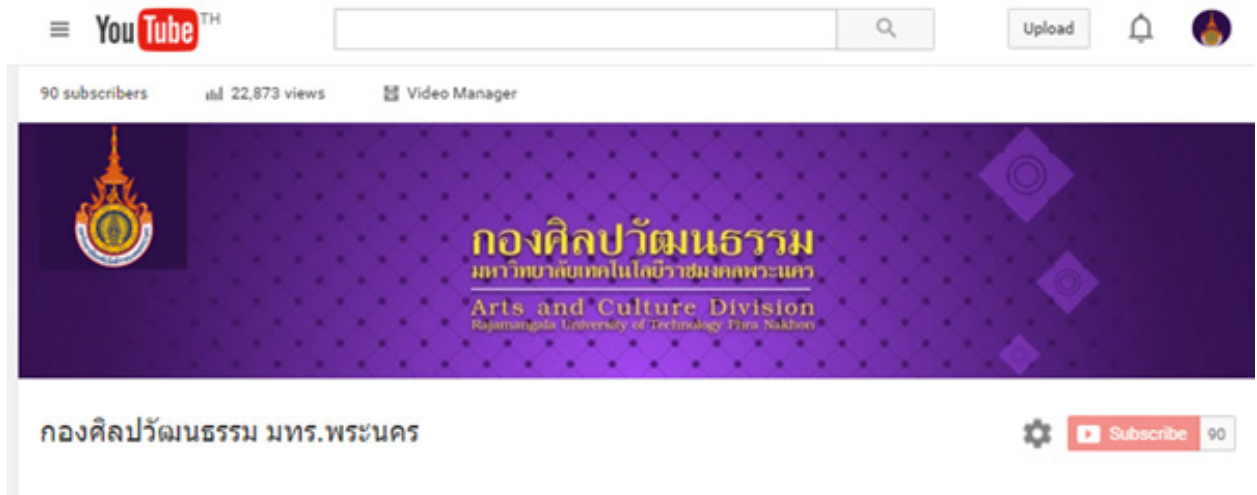 YouTube TH
Upload
90 subscribers 22,873 views Video Manager
กองศิลปวัฒนธรรม
มหาวิทยาลัยเทคโนโลยีราชมงคลพระนคร
Arts and Culture Division
Rajamangala University of Technology Phra Nakhon
กองศิลปวัฒนธรรม มทร.พระนคร
Subscribe 90